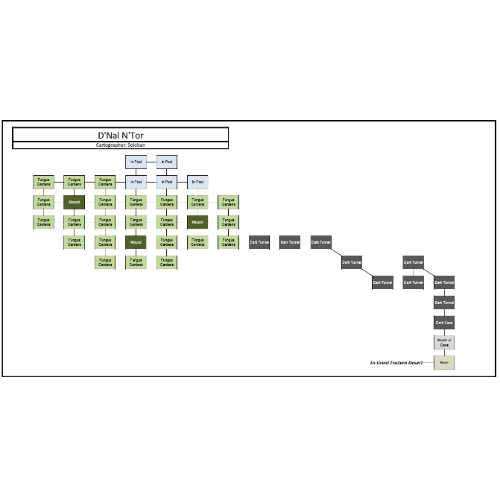 D'Nal N'Tor
Cartographer: Soloban
In Pool In Pool
Fungus Fungus Fungus In Pool In Pool In Pool
Gardens Gardens Gardens
Fungus Mound Fungus Fungus Fungus Fungus Fungus
Gardens Gardens Gardens Gardens Gardens Gardens
Fungus Fungus Fungus Fungus Fungus Mound Fungus
Gardens Gardens Gardens Gardens Gardens Gardens
Fungus Fungus Mound Fungus Fungus Fungus Dark Tunnel Dark Tunnel Dark Tunnel
Gardens Gardens Gardens Gardens Gardens
Fungus Fungus Fungus Dark Tunnel Dark Tunnel
Gardens Gardens Gardens
Dark Tunnel Dark Tunnel Dark Tunnel
Dark Tunnel
Dark Cave
Mouth of
Cave
To Great Eastern Desert